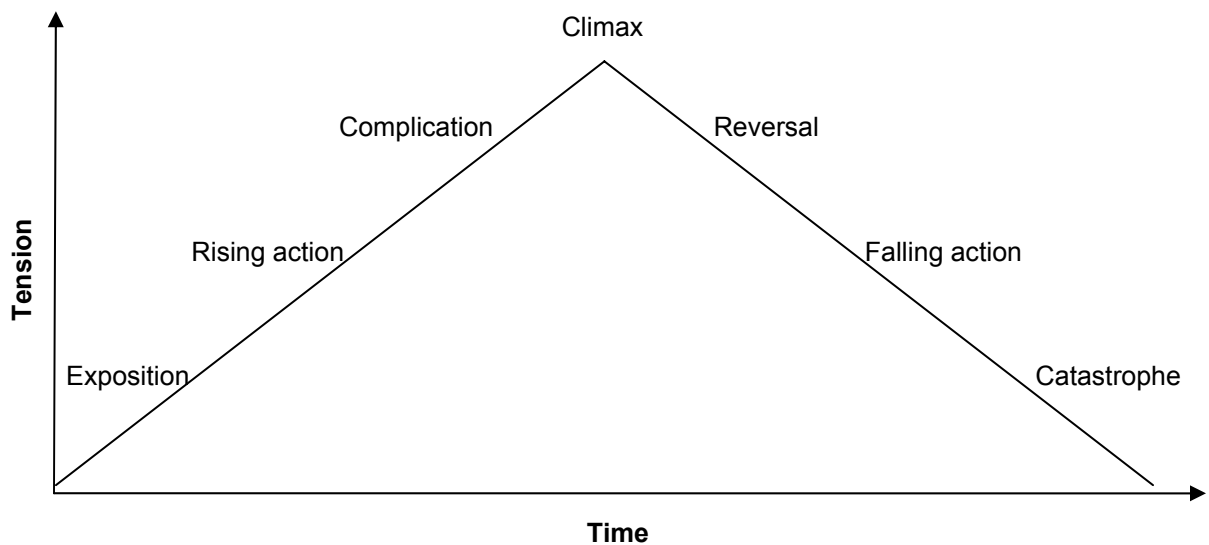 Climax
Complication
Reversal
Rising action
Falling action
Tension
Exposition
Catastrophe
Time